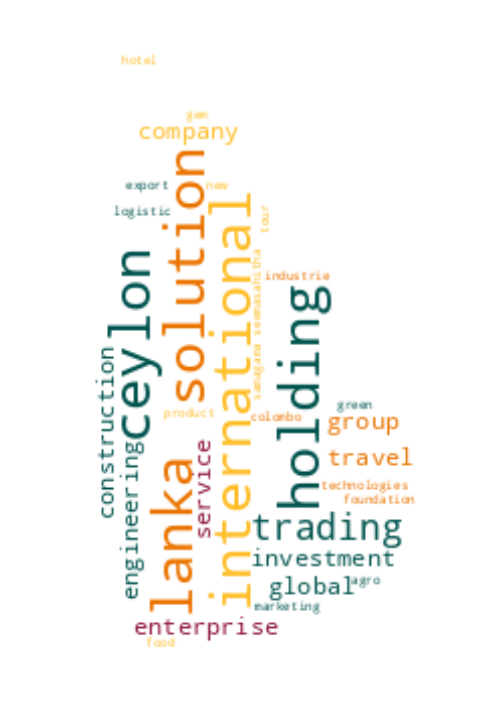 hotel
gem
company
solution
export
new
logistic
international
tour
ceylon
samagama seemasahitha
industrie
holding
construction
product
colombo
green
group
engineering
service
lanka
travel
technologies
foundation
trading
investment
global
agro
marketing
enterprise
food